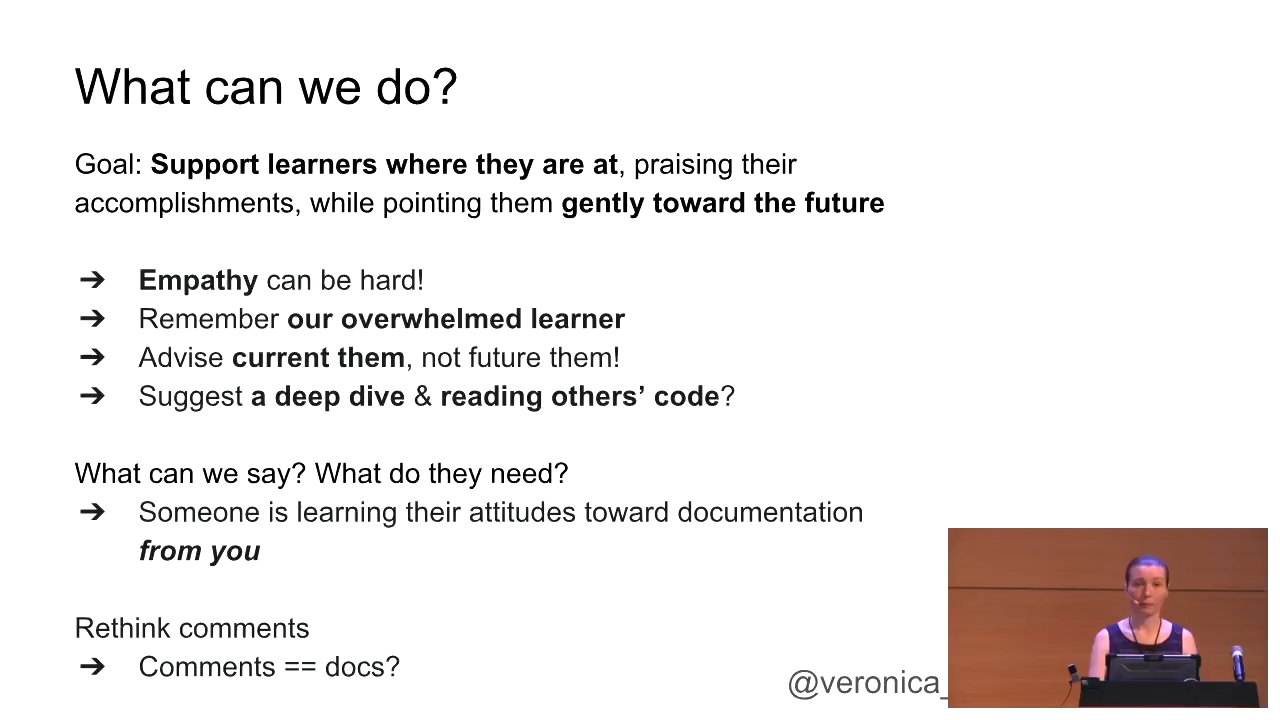 What can we do?
Goal: Support learners where they are at, praising their
accomplishments, while pointing them gently toward the future
➔ Empathy can be hard!
➔ Remember our overwhelmed learner
➔ Advise current them, not future them!
➔ Suggest a deep dive & reading others’ code?
What can we say? What do they need?
➔ Someone is learning their attitudes toward documentation
from you
Rethink comments
➔ Comments == docs?
@veronica_